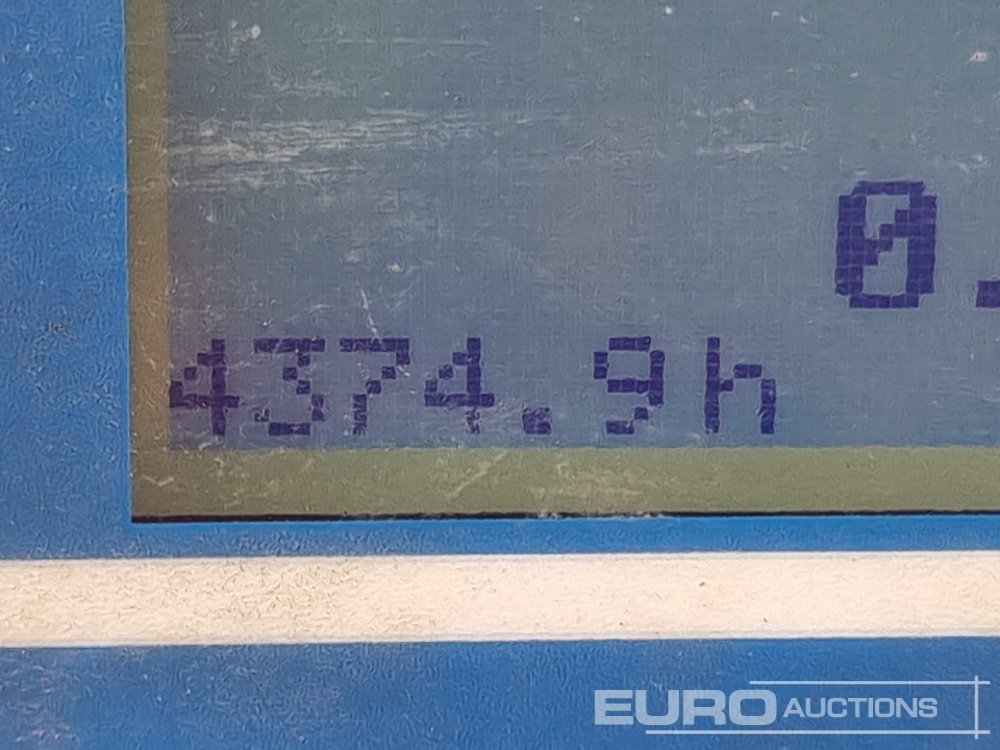 0.
4374.9h
EURO AUCTIONS